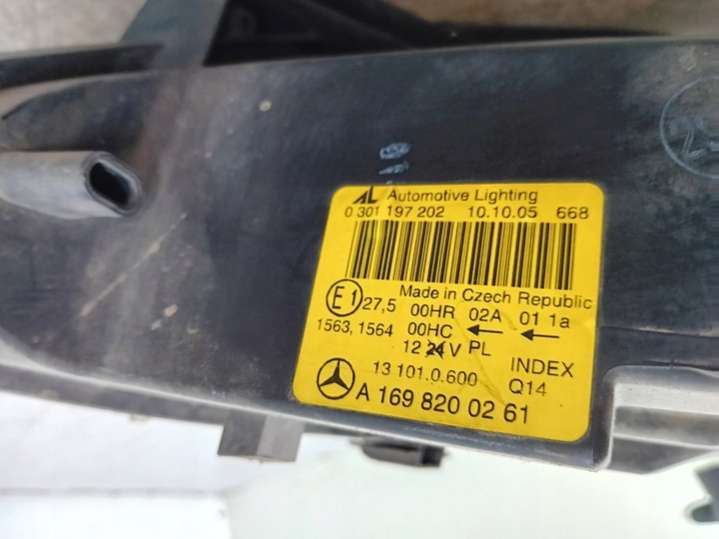 AL Automotive Lighting
0 301 197 202 10.10.05 668
Made in Czech Republic
E1 27,5 00HR 02A 01 1a
1563, 1564 00HC ← ←
12 24 V PL
13 101.0.600 INDEX
Q14
A 169 820 02 61